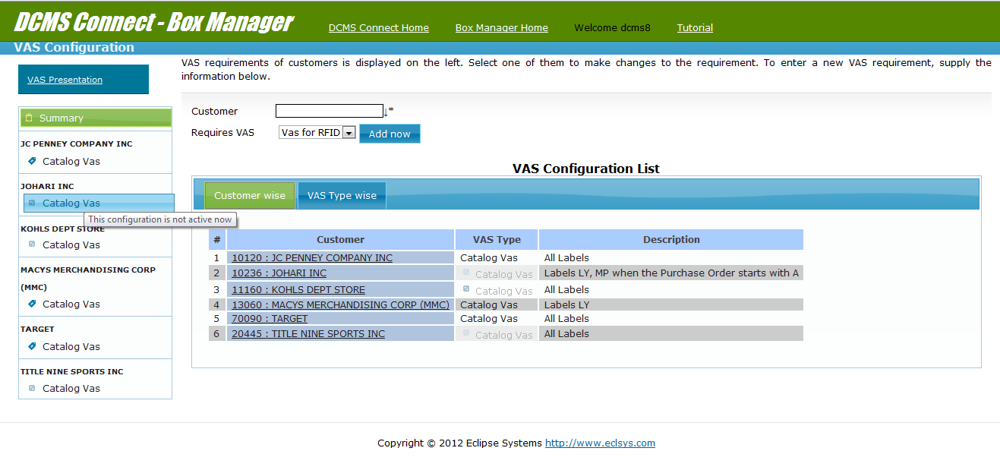 DCMS Connect - Box Manager
DCMS Connect Home Box Manager Home Welcome dcms8 Tutorial
VAS Configuration
VAS Presentation
Summary
JC PENNEY COMPANY INC
Catalog Vas
JOHARI INC
Catalog Vas
This configuration is not active now
KOHLS DEPT STORE
Catalog Vas
MACYS MERCHANDISING CORP
(MMC)
Catalog Vas
TARGET
Catalog Vas
TITLE NINE SPORTS INC
Catalog Vas
VAS requirements of customers is displayed on the left. Select one of them to make changes to the requirement. To enter a new VAS requirement, supply the
information below.
Customer ↓*
Requires VAS Vas for RFID Add now
VAS Configuration List
Customer wise VAS Type wise
# Customer VAS Type Description
1 10120 : JC PENNEY COMPANY INC Catalog Vas All Labels
2 10236 : JOHARI INC Catalog Vas Labels LY, MP when the Purchase Order starts with A
3 11160 : KOHLS DEPT STORE Catalog Vas All Labels
4 13060 : MACYS MERCHANDISING CORP (MMC) Catalog Vas Labels LY
5 70090 : TARGET Catalog Vas All Labels
6 20445 : TITLE NINE SPORTS INC Catalog Vas All Labels
Copyright © 2012 Eclipse Systems http://www.eclsys.com